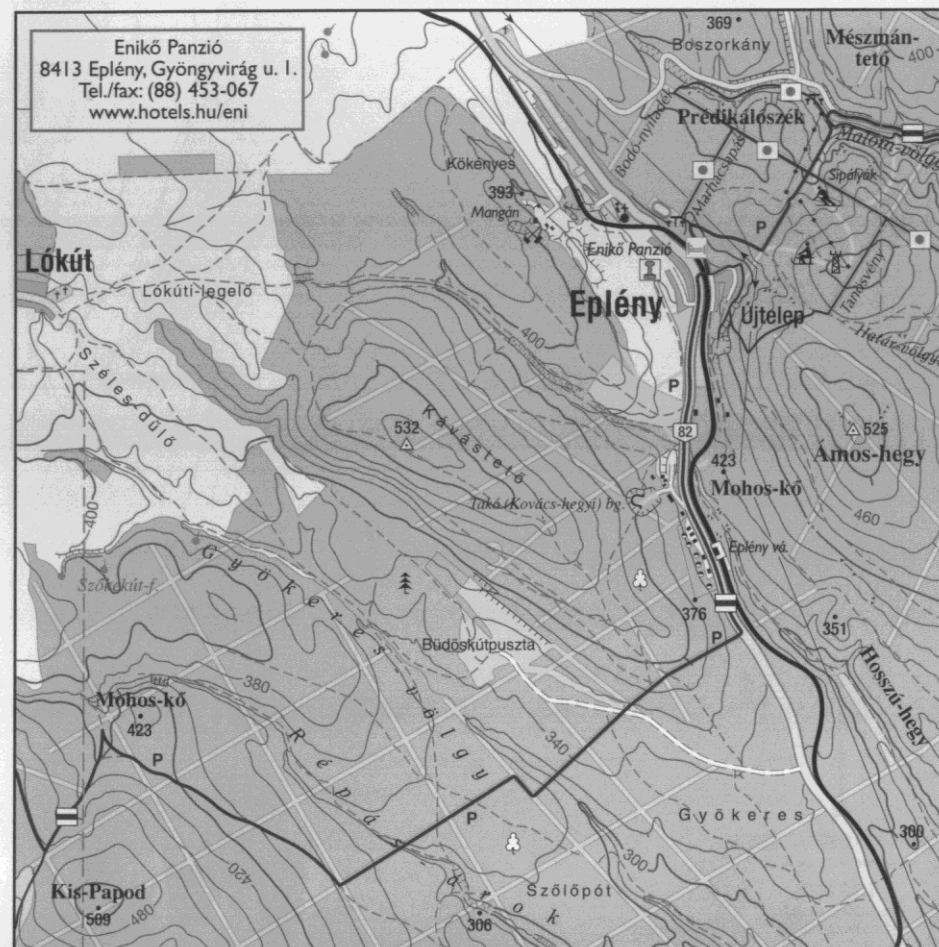 Enikő Panzió
8413 Eplény, Gyöngyvirág u. 1.
Tel./fax: (88) 453-067
www.hotels.hu/eni
369
Boszorkány
Mészmán-
tető
400
Bodó-nyiladék
Prédikálószék
Malom-völgy
Marhacsapás
Sípályák
Kökényes
393
Mangán
P
Enikő Panzió
Lókút
Lókúti-legelő
Eplény
Újtelep
Tanösvény
Határ-völgy
400
Széles-dűlő
P
532
Kávástető
82
423
525
Ámos-hegy
Mohos-kő
Takó (Kovács-hegyi) bg.
460
400
Eplény vá.
Gyökeres-völgy
Szőkekút-f.
376
351
Büdöskútpuszta
P
Hosszú-hegy
380
Mohos-kő
423
P
Répás-árok
340
P
Gyökeres
300
300
420
Kis-Papod
509
480
Szőlőpót
306